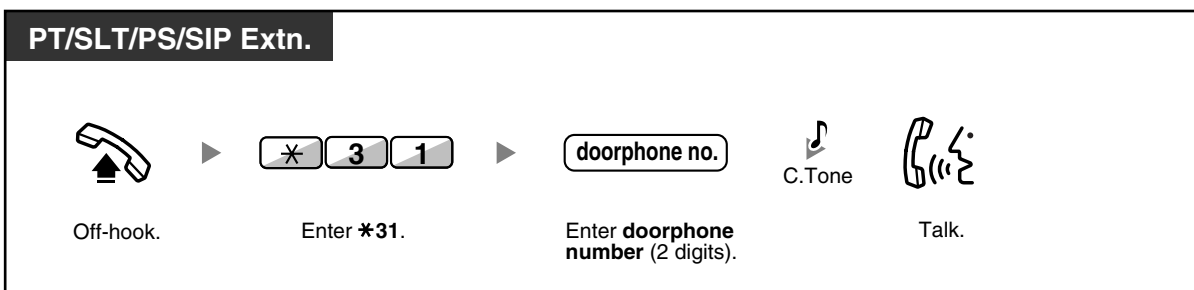 PT/SLT/PS/SIP Extn.
✳ 3 1
doorphone no.
C.Tone
Off-hook.
Enter ✳31.
Enter doorphone
number (2 digits).
Talk.